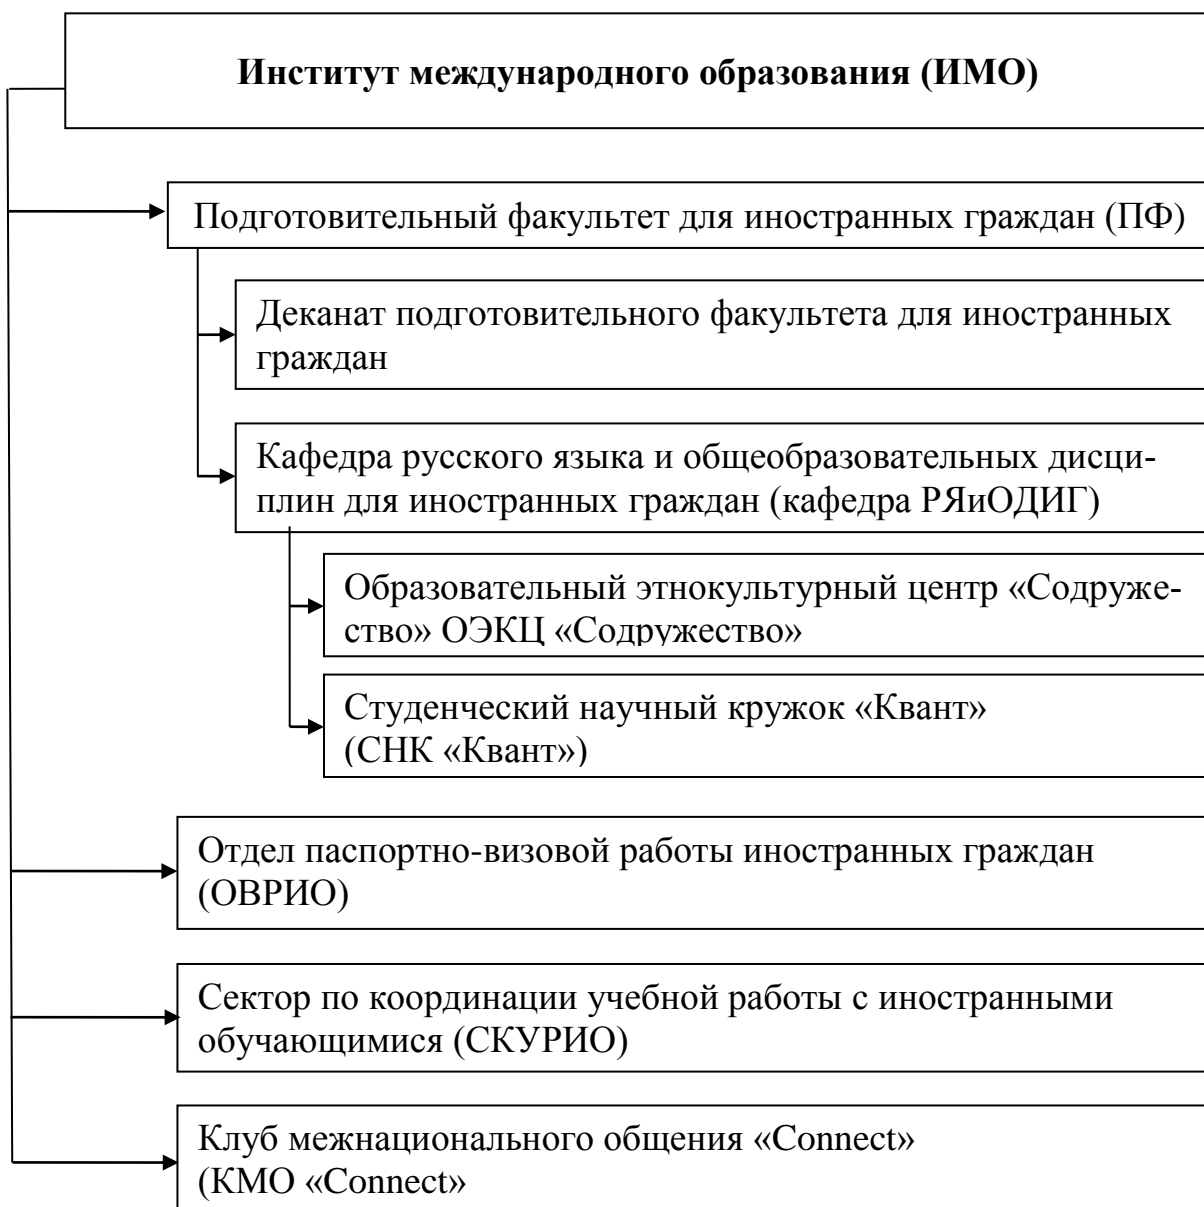 Институт международного образования (ИМО)
Подготовительный факультет для иностранных граждан (ПФ)
Деканат подготовительного факультета для иностранных
граждан
Кафедра русского языка и общеобразовательных дисци-
плин для иностранных граждан (кафедра РЯиОДИГ)
Образовательный этнокультурный центр «Содруже-
ство» ОЭКЦ «Содружество»
Студенческий научный кружок «Квант»
(СНК «Квант»)
Отдел паспортно-визовой работы иностранных граждан
(ОВРИО)
Сектор по координации учебной работы с иностранными
обучающимися (СКУРИО)
Клуб межнационального общения «Connect»
(КМО «Connect»